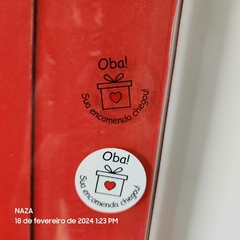 Oba!
Sua encomenda chegou!
Oba!
Sua encomenda chegou!
NAZA
18 de fevereiro de 2024 1:23 PM